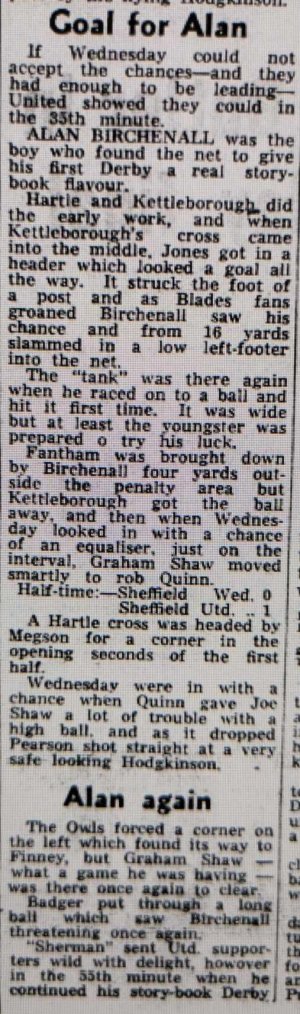 Goal for Alan
If Wednesday could not
accept the chances—and they
had enough to be leading—
United showed they could in
the 35th minute.
ALAN BIRCHENALL was the
boy who found the net to give
his first Derby a real story-
book flavour.
Hartle and Kettleborough did
the early work, and when
Kettleborough's cross came
into the middle, Jones got in a
header which looked a goal all
the way. It struck the foot of
a post and as Blades fans
groaned Birchenall saw his
chance and from 16 yards
slammed in a low left-footer
into the net.
The "tank" was there again
when he raced on to a ball and
hit it first time. It was wide
but at least the youngster was
prepared o try his luck.
Fantham was brought down
by Birchenall four yards out-
side the penalty area but
Kettleborough got the ball
away, and then when Wednes-
day looked in with a chance
of an equaliser, just on the
interval, Graham Shaw moved
smartly to rob Quinn.
Half-time:—Sheffield Wed. 0
Sheffield Utd. .. 1
A Hartle cross was headed by
Megson for a corner in the
opening seconds of the first
half.
Wednesday were in with a
chance when Quinn gave Joe
Shaw a lot of trouble with a
high ball, and as it dropped
Pearson shot straight at a very
safe looking Hodgkinson.
Alan again
The Owls forced a corner on
the left which found its way to
Finney, but Graham Shaw —
what a game he was having —
was there once again to clear.
Badger put through a long
ball which saw Birchenall
threatening once again.
"Sherman" sent Utd. suppor-
ters wild with delight, however
in the 55th minute when he
continued his story-book Derby